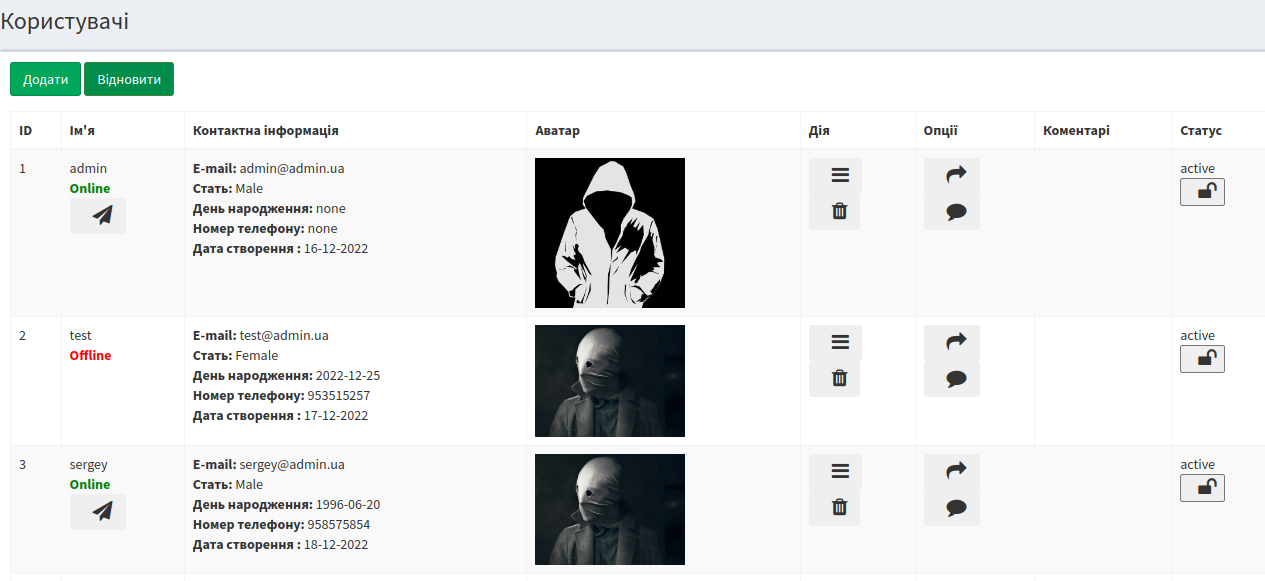 Користувачі
Додати Відновити
ID Ім'я Контактна інформація Аватар Дія Опції Коментарі Статус
1 admin E-mail: admin@admin.ua active
Online Стать: Male
День народження: none
Номер телефону: none
Дата створення : 16-12-2022
2 test E-mail: test@admin.ua active
Offline Стать: Female
День народження: 2022-12-25
Номер телефону: 953515257
Дата створення : 17-12-2022
3 sergey E-mail: sergey@admin.ua active
Online Стать: Male
День народження: 1996-06-20
Номер телефону: 958575854
Дата створення : 18-12-2022